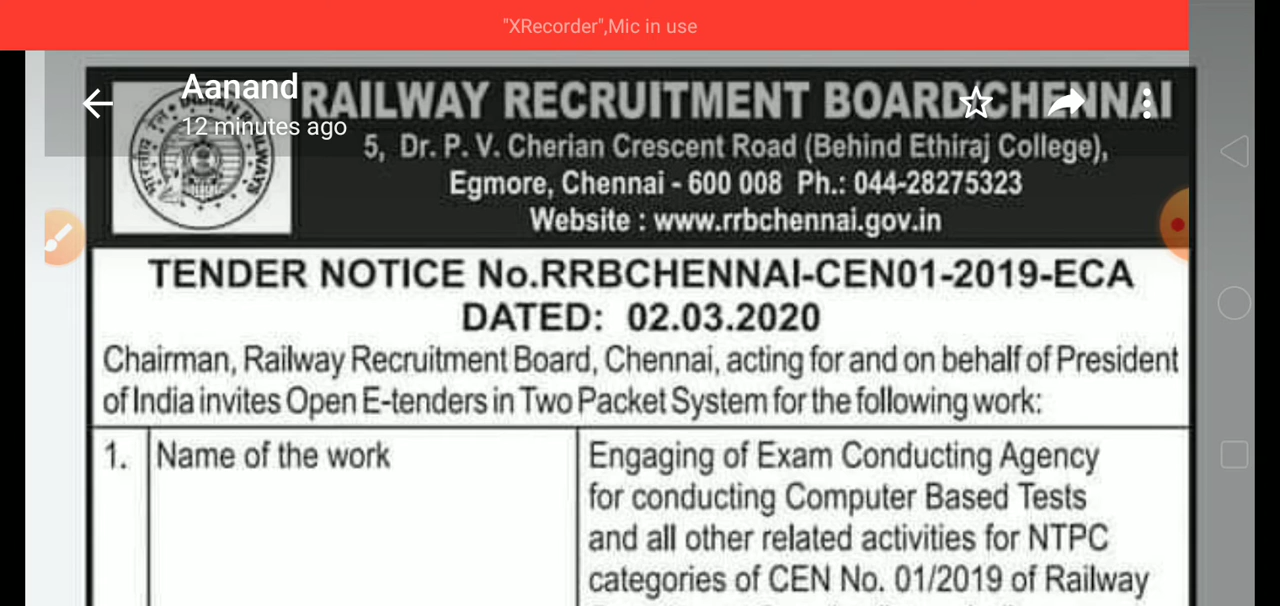 "XRecorder",Mic in use
Aanand
12 minutes ago
RAILWAY RECRUITMENT BOARD CHENNAI
5, Dr. P. V. Cherian Crescent Road (Behind Ethiraj College),
Egmore, Chennai - 600 008 Ph.: 044-28275323
Website : www.rrbchennai.gov.in
TENDER NOTICE No.RRBCHENNAI-CEN01-2019-ECA
DATED: 02.03.2020
Chairman, Railway Recruitment Board, Chennai, acting for and on behalf of President
of India invites Open E-tenders in Two Packet System for the following work:
1. Name of the work
Engaging of Exam Conducting Agency
for conducting Computer Based Tests
and all other related activities for NTPC
categories of CEN No. 01/2019 of Railway